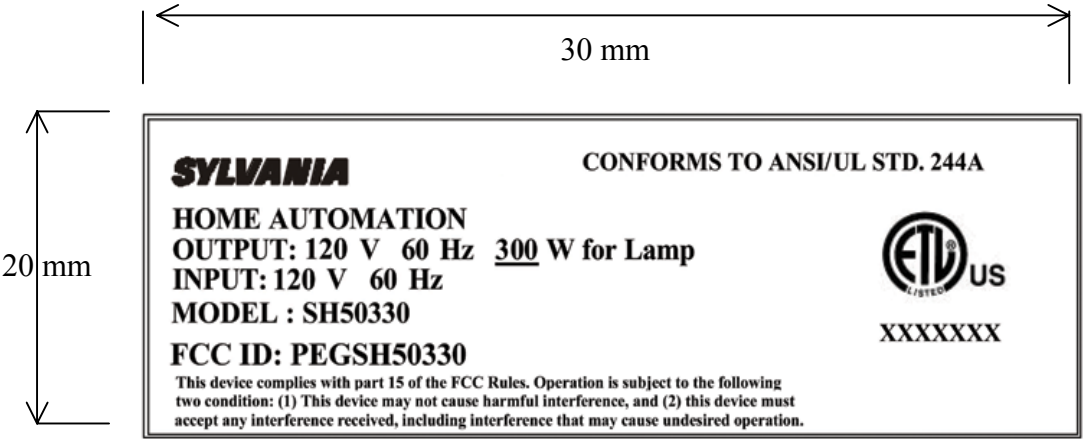 30 mm
20 mm
SYLVANIA
CONFORMS TO ANSI/UL STD. 244A
HOME AUTOMATION
OUTPUT: 120 V 60 Hz 300 W for Lamp
INPUT: 120 V 60 Hz
MODEL : SH50330
FCC ID: PEGSH50330
ETL®
LISTED
US
XXXXXXX
This device complies with part 15 of the FCC Rules. Operation is subject to the following
two condition: (1) This device may not cause harmful interference, and (2) this device must
accept any interference received, including interference that may cause undesired operation.